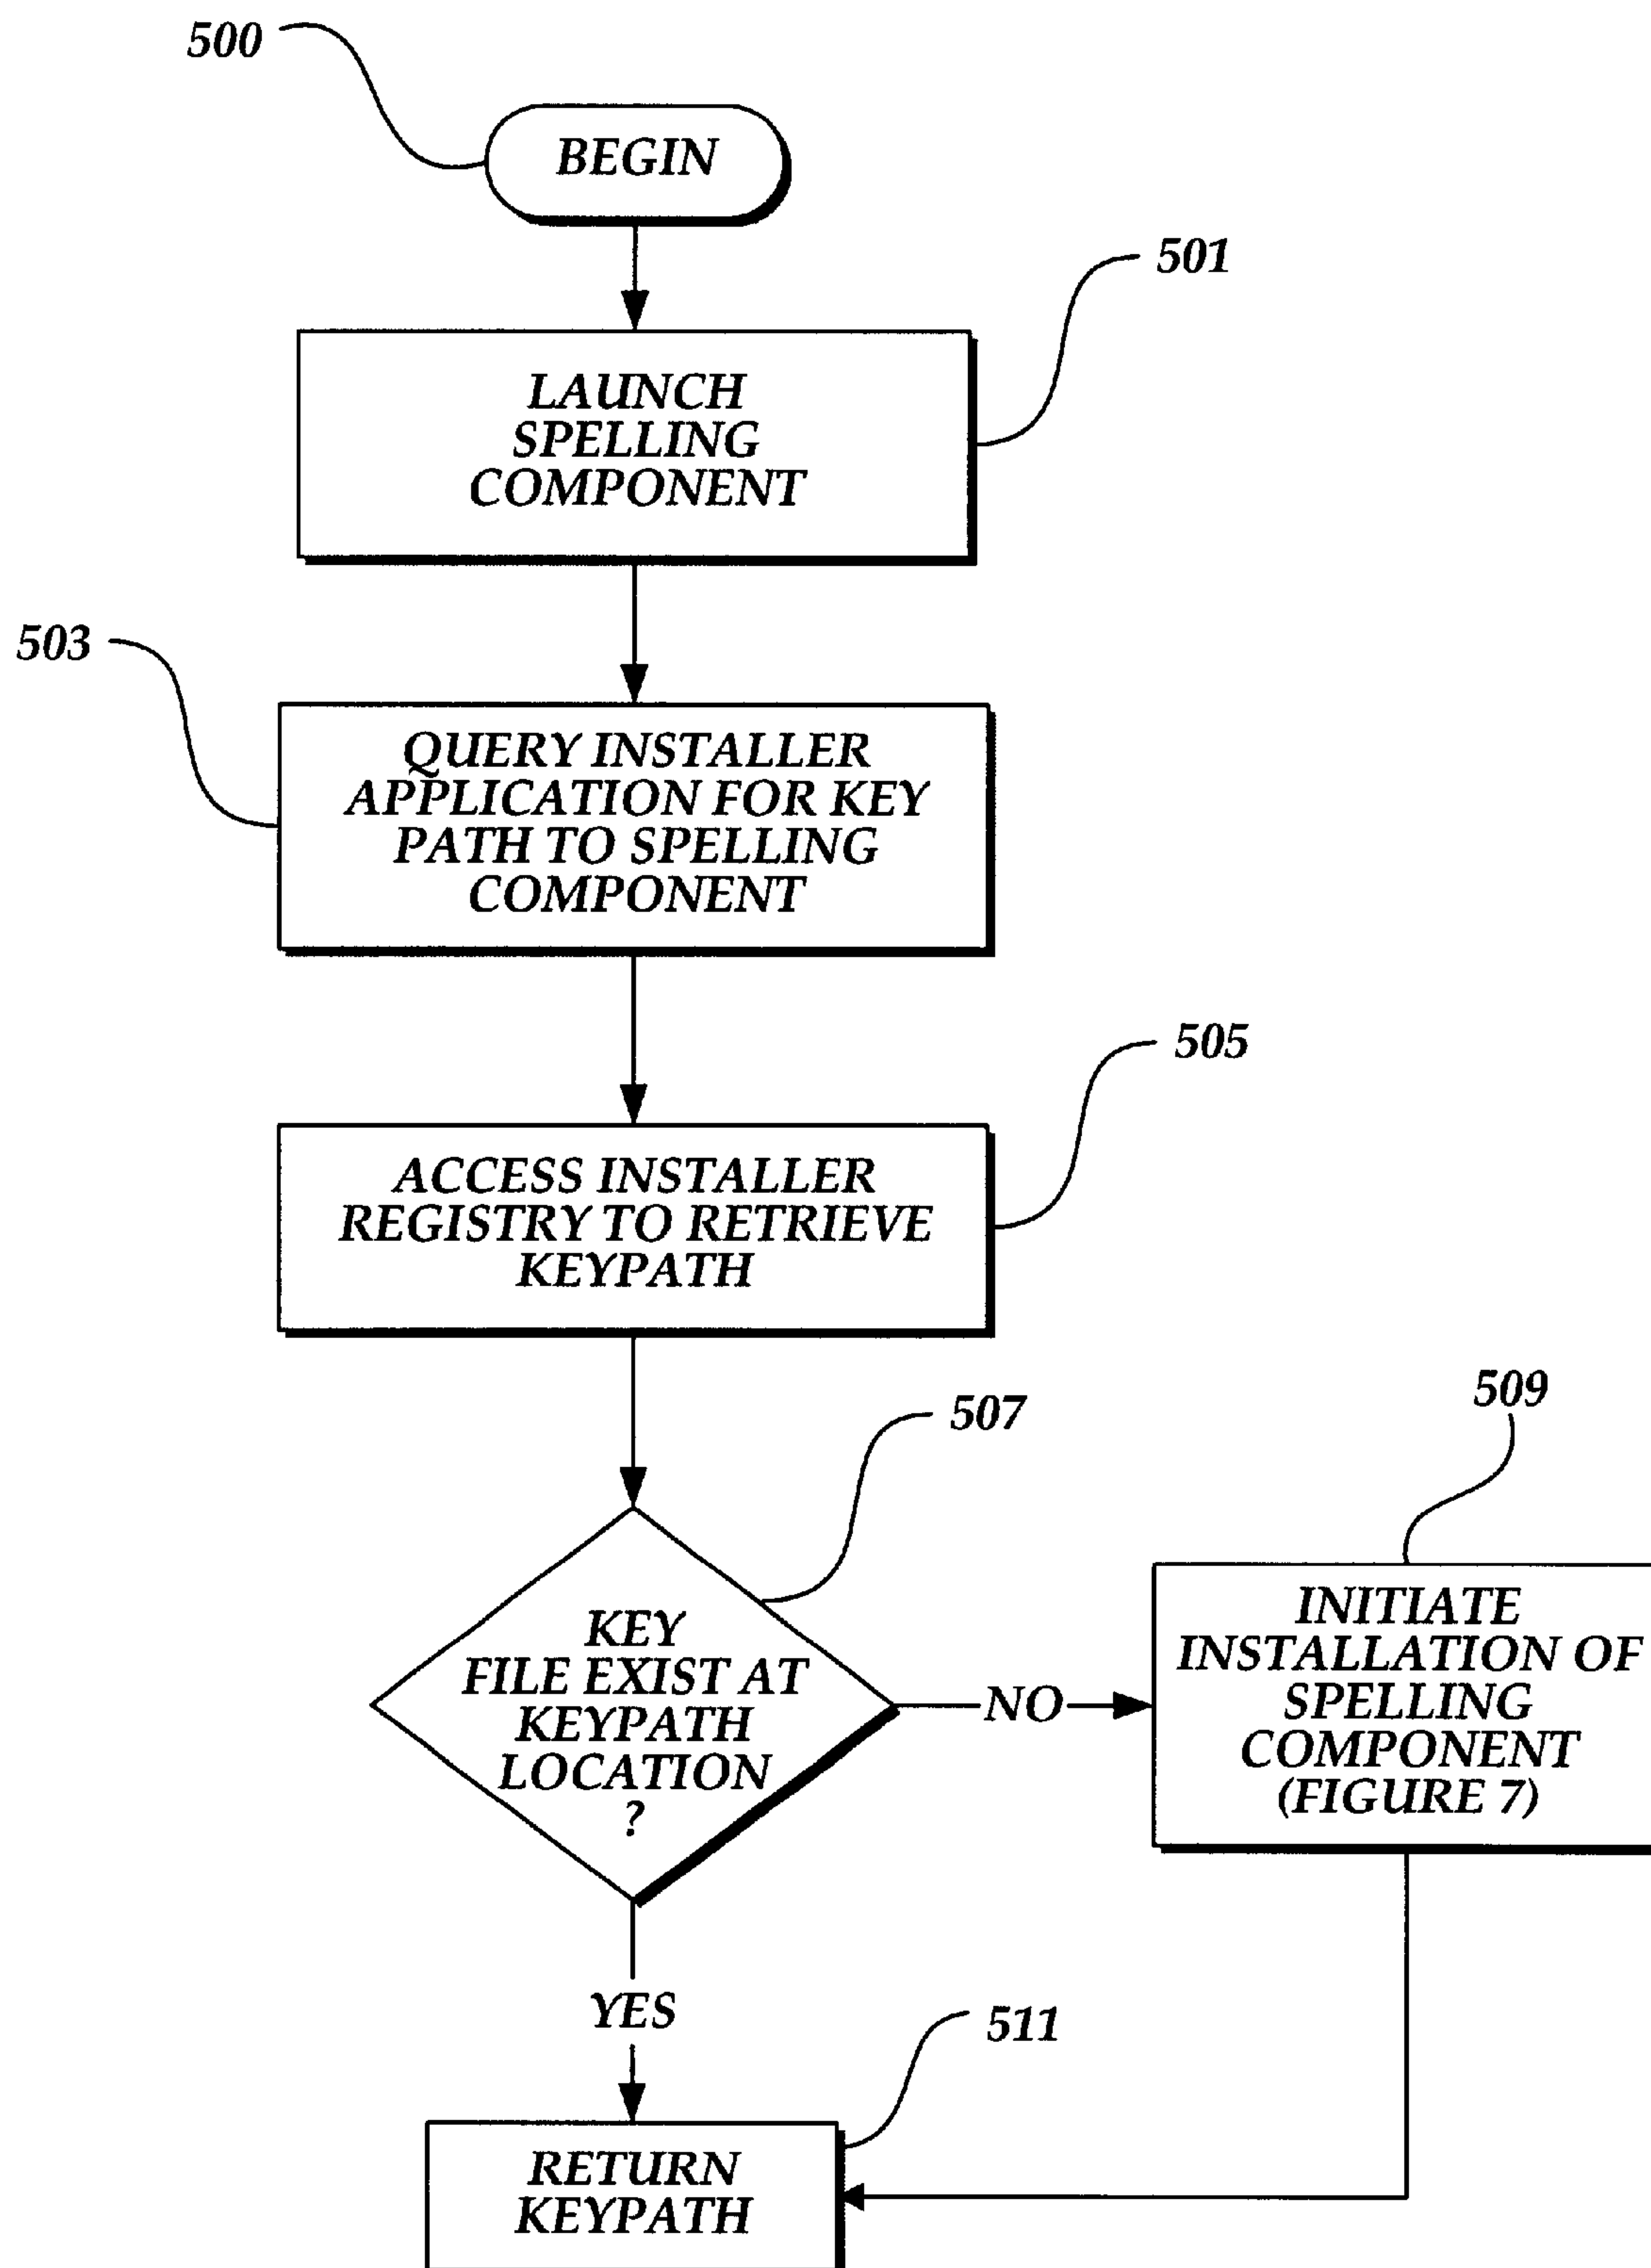 500
BEGIN
501
LAUNCH
SPELLING
COMPONENT
503
QUERY INSTALLER
APPLICATION FOR KEY
PATH TO SPELLING
COMPONENT
505
ACCESS INSTALLER
REGISTRY TO RETRIEVE
KEYPATH
507
KEY
FILE EXIST AT
KEYPATH
LOCATION
?
NO
509
INITIATE
INSTALLATION OF
SPELLING
COMPONENT
(FIGURE 7)
YES
511
RETURN
KEYPATH